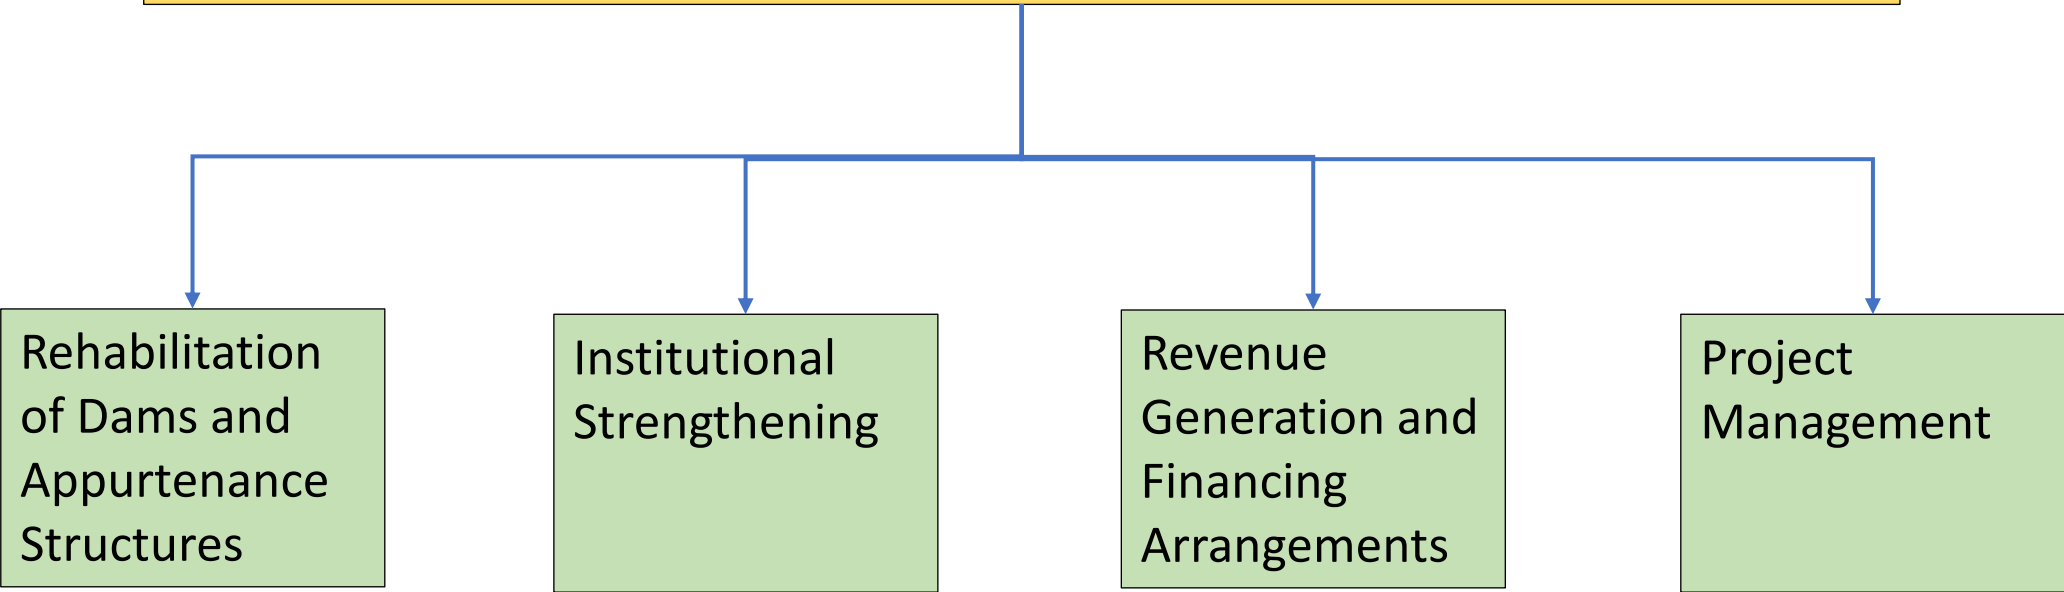 Rehabilitation
of Dams and
Appurtenance
Structures
Institutional
Strengthening
Revenue
Generation and
Financing
Arrangements
Project
Management